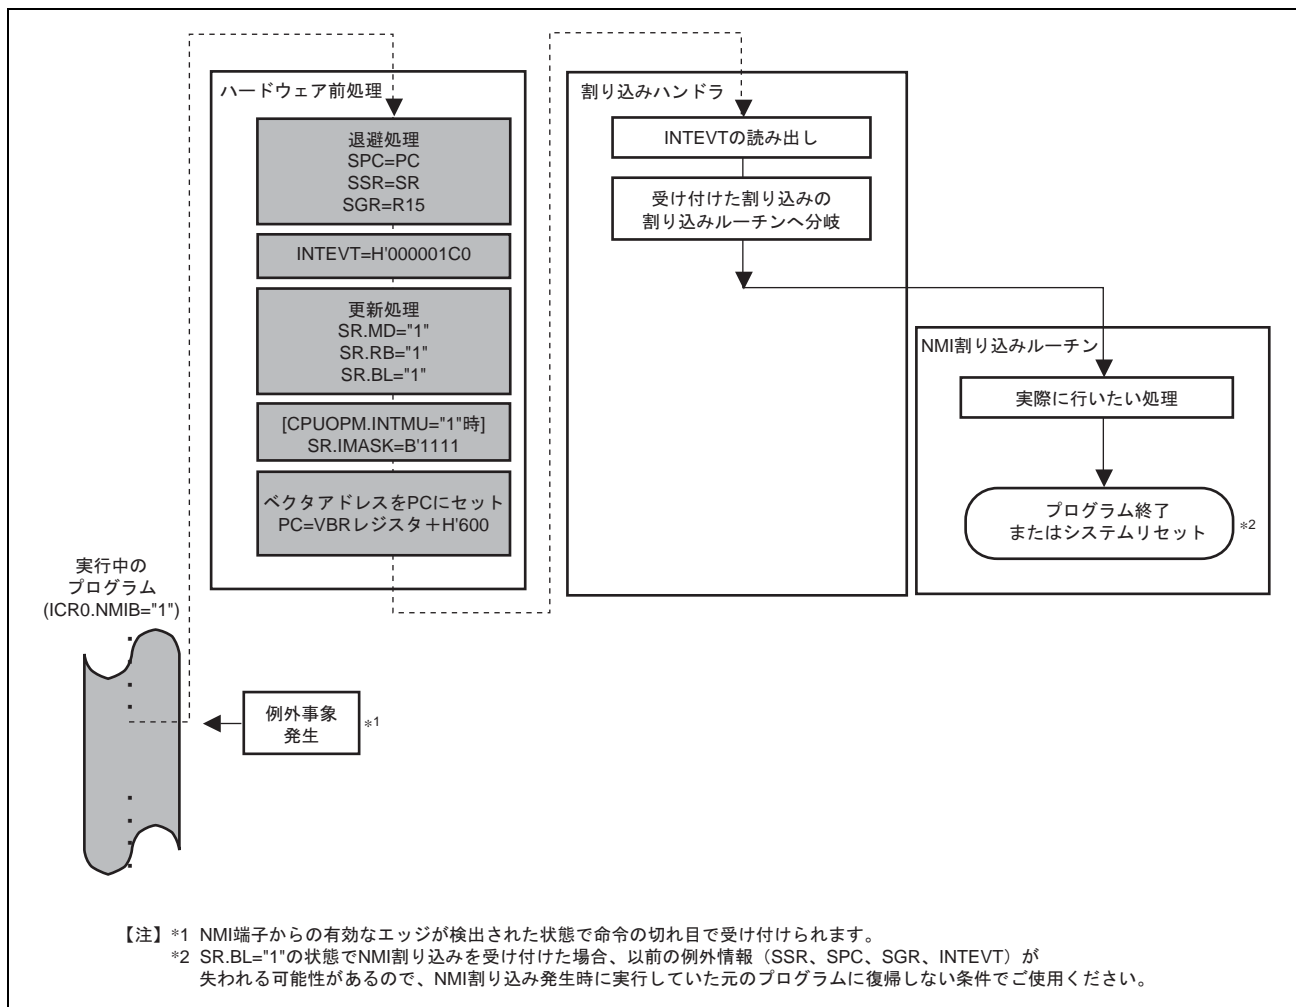 ハードウェア前処理
退避処理
SPC=PC
SSR=SR
SGR=R15
INTEVT=H'000001C0
更新処理
SR.MD="1"
SR.RB="1"
SR.BL="1"
[CPUOPM.INTMU="1"時]
SR.IMASK=B'1111
ベクタアドレスをPCにセット
PC=VBRレジスタ+H'600
割り込みハンドラ
INTEVTの読み出し
受け付けた割り込みの
割り込みルーチンへ分岐
NMI割り込みルーチン
実際に行いたい処理
プログラム終了
またはシステムリセット
*2
実行中の
プログラム
(ICR0.NMIB="1")
例外事象
発生
*1
【注】*1 NMI端子からの有効なエッジが検出された状態で命令の切れ目で受け付けられます。
*2 SR.BL="1"の状態でNMI割り込みを受け付けた場合、以前の例外情報（SSR、SPC、SGR、INTEVT）が
失われる可能性があるので、NMI割り込み発生時に実行していた元のプログラムに復帰しない条件でご使用ください。